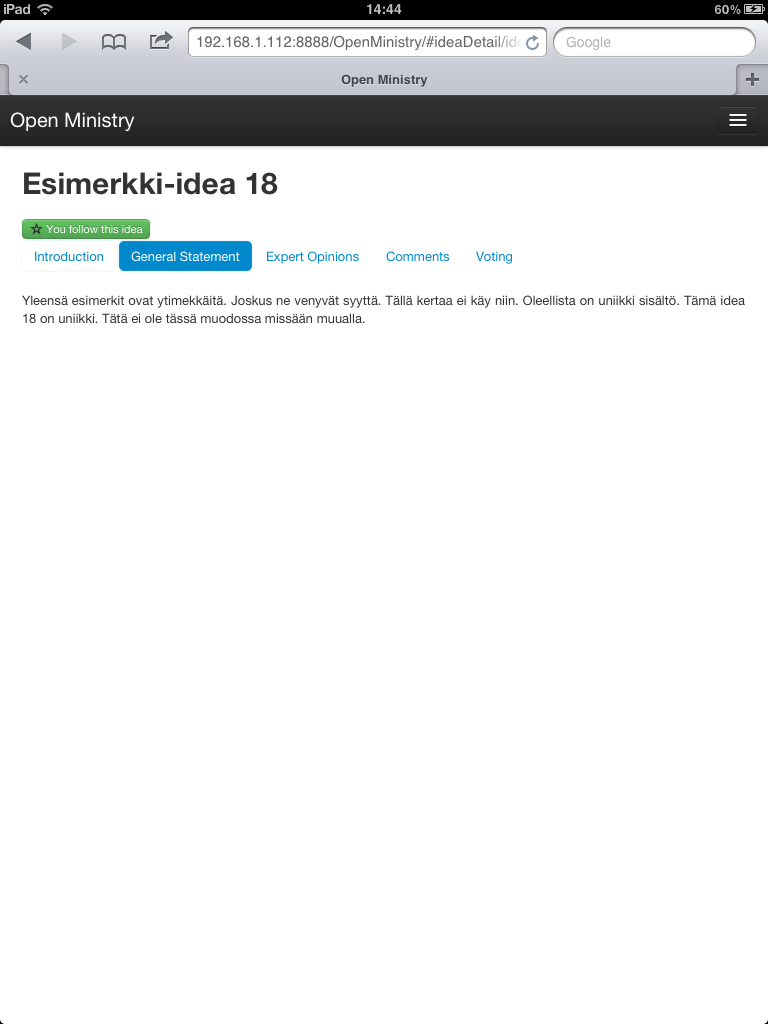 iPad 14:44 60%
192.168.1.112:8888/OpenMinistry/#ideaDetail/ide Google
Open Ministry
Open Ministry
Esimerkki-idea 18
You follow this idea
Introduction General Statement Expert Opinions Comments Voting
Yleensä esimerkit ovat ytimekkäitä. Joskus ne venyvät syyttä. Tällä kertaa ei käy niin. Oleellista on uniikki sisältö. Tämä idea
18 on uniikki. Tätä ei ole tässä muodossa missään muualla.